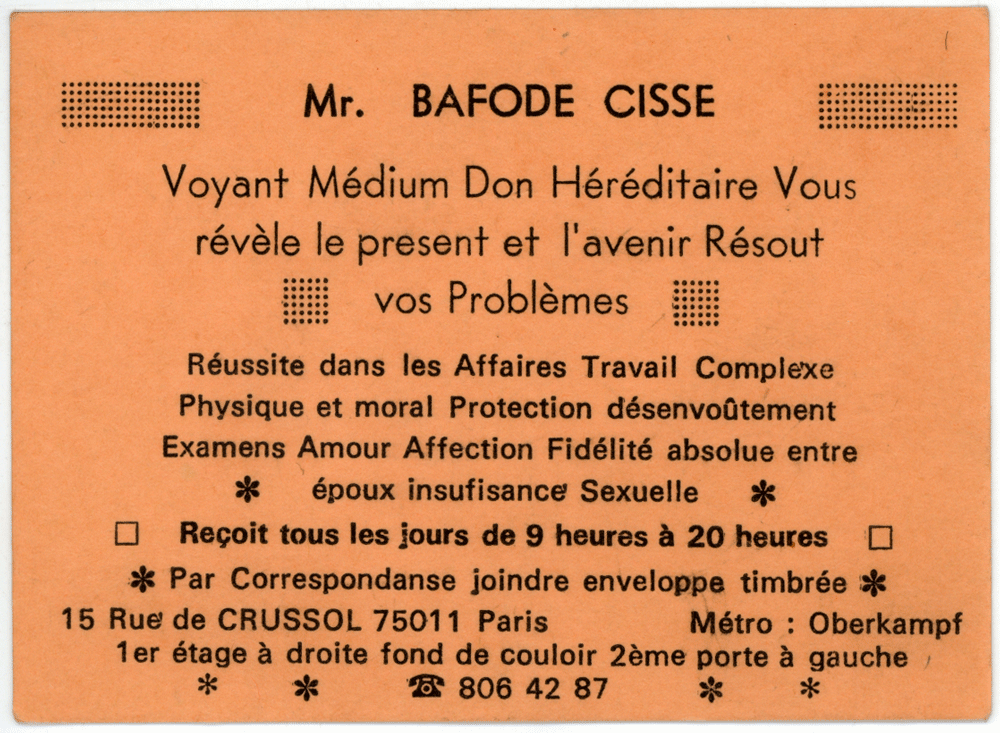 Mr. BAFODE CISSE
Voyant Médium Don Héréditaire Vous
révèle le present et l'avenir Résout
vos Problèmes
Réussite dans les Affaires Travail Complexe
Physique et moral Protection désenvoûtement
Examens Amour Affection Fidélité absolue entre
* époux insufisance Sexuelle *
□ Reçoit tous les jours de 9 heures à 20 heures □
* Par Correspondanse joindre enveloppe timbrée *
15 Rue de CRUSSOL 75011 Paris Métro : Oberkampf
1er étage à droite fond de couloir 2ème porte à gauche
* * ☎ 806 42 87 * *